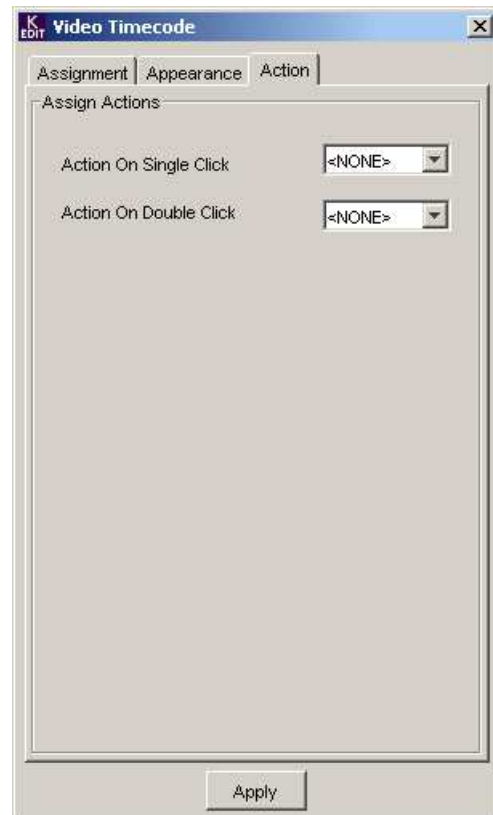 K
EDIT
Video Timecode
Assignment Appearance Action
Assign Actions
Action On Single Click <NONE>
Action On Double Click <NONE>
Apply